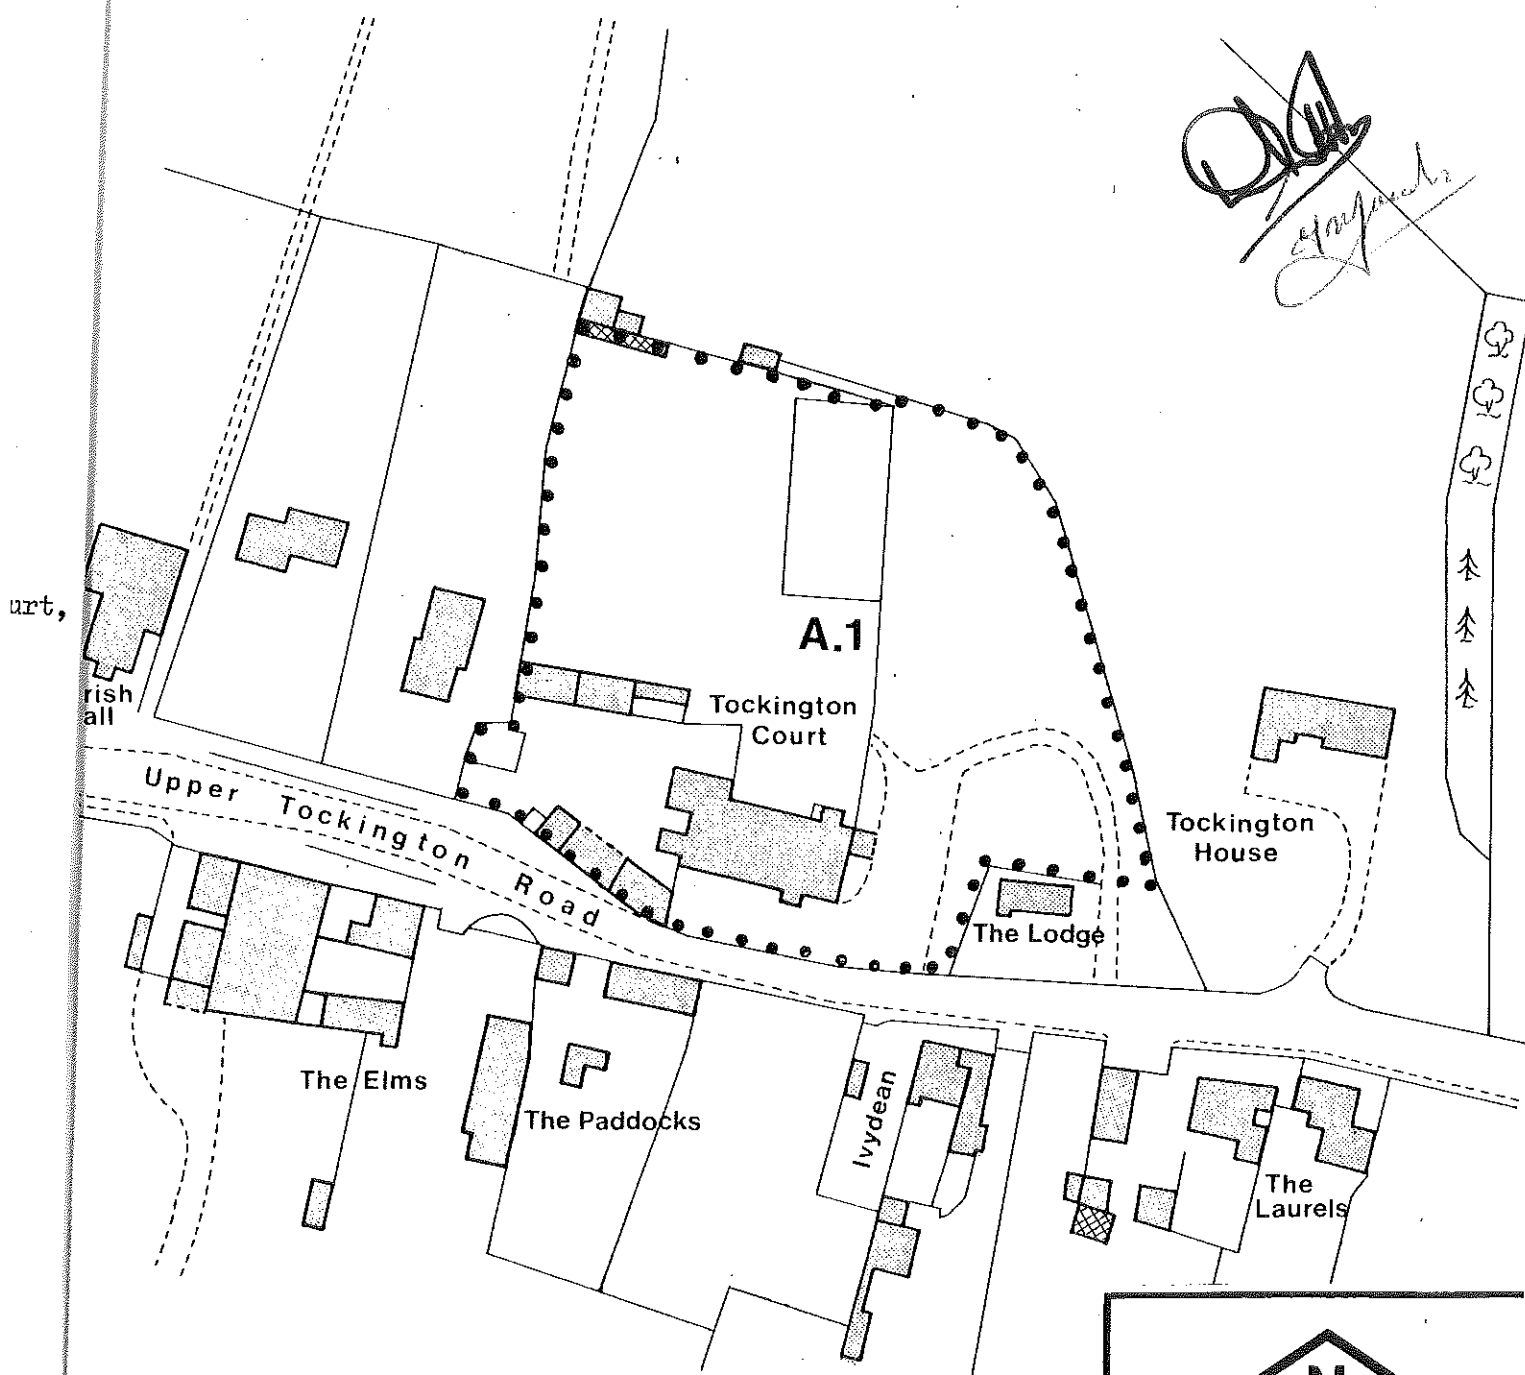 urt,
rish
all
A.1
Tockington
Court
Upper Tockington Road
Tockington
House
The Lodge
The Elms
The Paddocks
Ivydean
The
Laurels
N